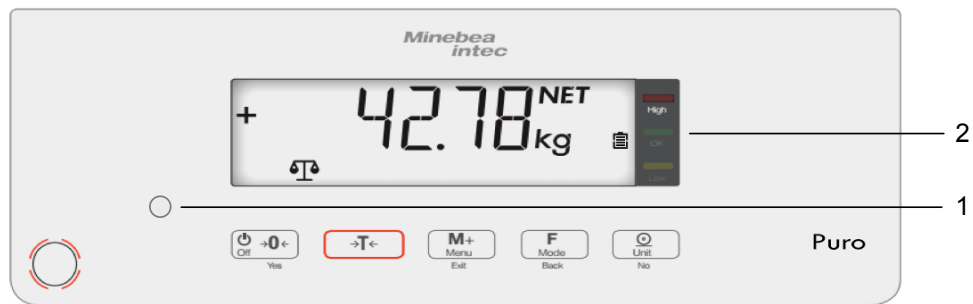 Minebea
intec
+ 42.78 NET
kg
High
OK
LOW
2
1
Off →0← →T← M+ Menu F Mode Unit
Yes Exit Back No
Puro